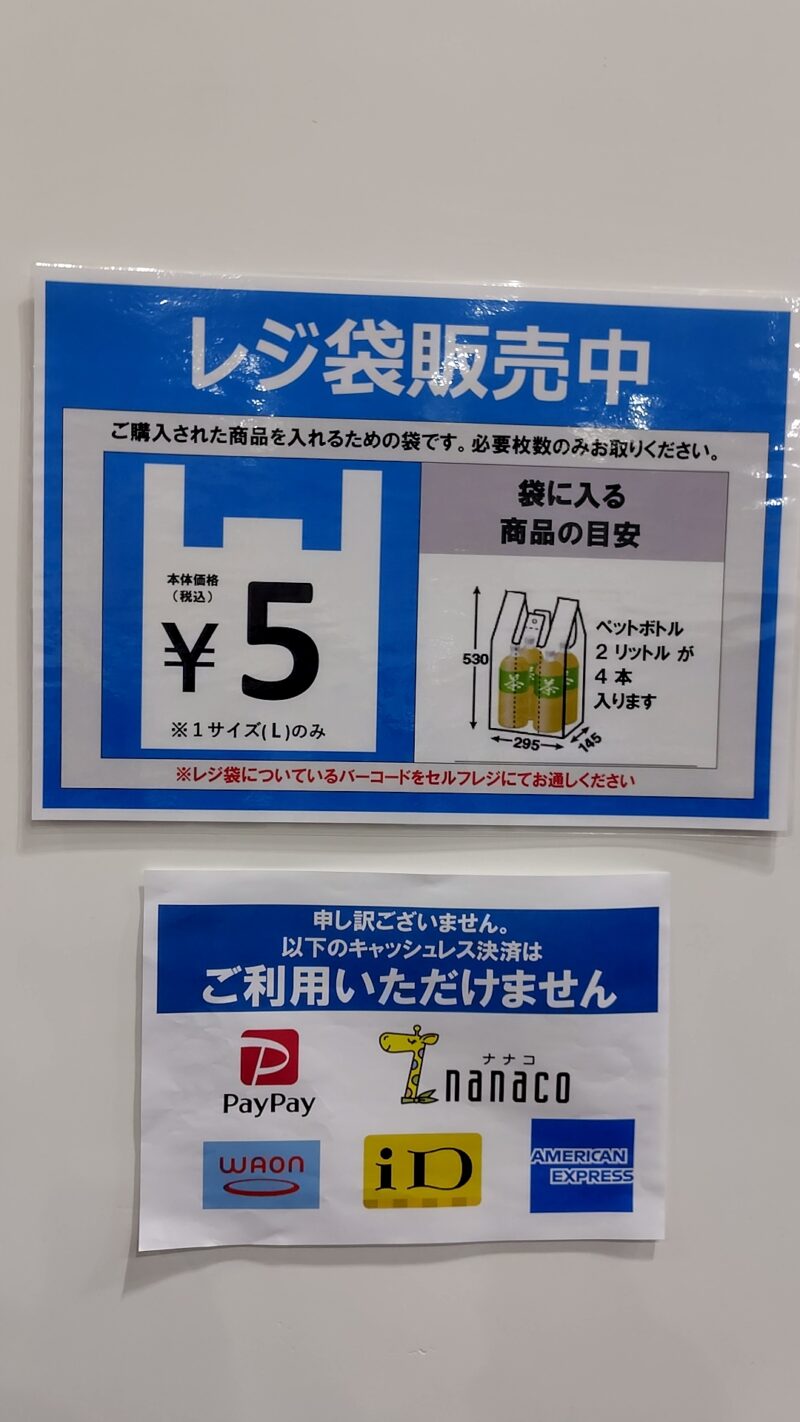 レジ袋販売中
ご購入された商品を入れるための袋です。必要枚数のみお取りください。
本体価格
（税込）
¥5
※1サイズ(L)のみ
袋に入る
商品の目安
530
295
145
茶
茶
ペットボトル
2 リットル が
4 本
入ります
※レジ袋についているバーコードをセルフレジにてお通しください
申し訳ございません。
以下のキャッシュレス決済は
ご利用いただけません
PayPay
ナナコ
nanaco
WAON
iD
AMERICAN
EXPRESS